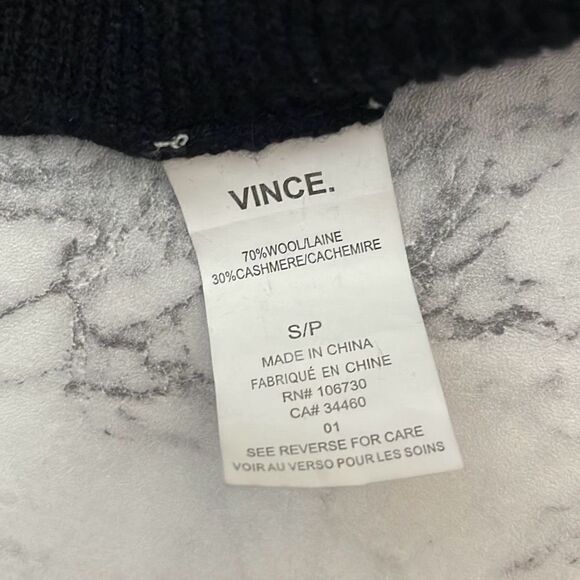 VINCE.
70%WOOL/LAINE
30%CASHMERE/CACHEMIRE
S/P
MADE IN CHINA
FABRIQUÉ EN CHINE
RN# 106730
CA# 34460
01
SEE REVERSE FOR CARE
VOIR AU VERSO POUR LES SOINS